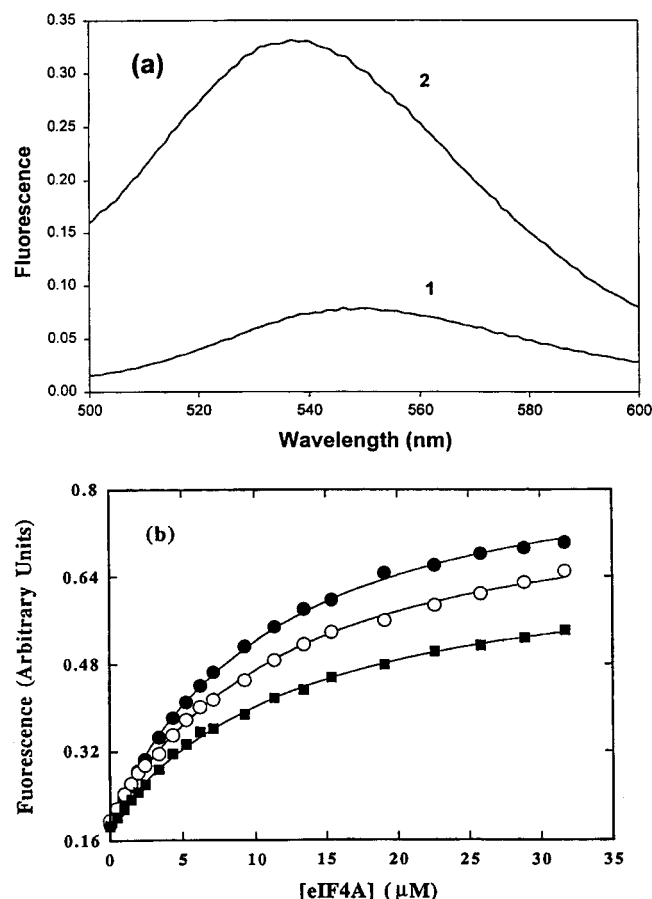 (a)
2
1
0.35
0.30
0.25
0.20
0.15
0.10
0.05
0.00
Fluorescence
500 520 540 560 580 600
Wavelength (nm)
(b)
0.8
0.64
0.48
0.32
0.16
Fuorescence (Arbitrary Units)
0 5 10 15 20 25 30 35
[eIF4A] (μM)